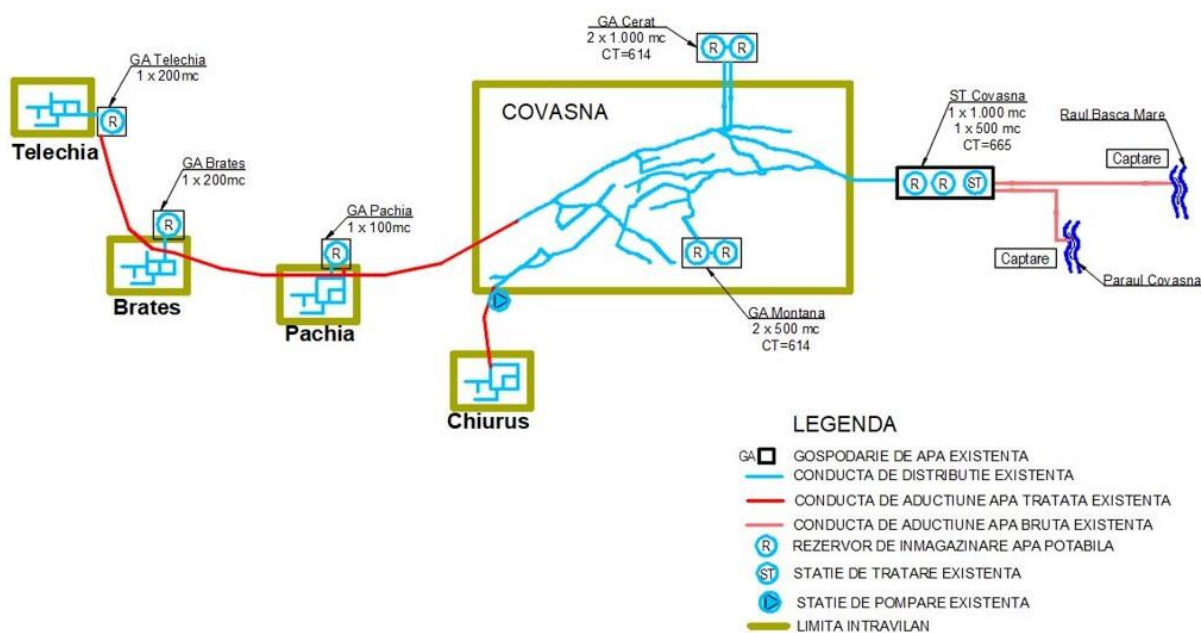 GA Cerat
2 x 1.000 mc
CT=614
GA Telechia
1 x 200mc
R
R
R
Telechia
GA Brates
1 x 200mc
R
Brates
GA Pachia
1 x 100mc
R
Pachia
COVASNA
ST Covasna
1 x 1.000 mc
1 x 500 mc
CT=665
R
R
ST
Captare
Raul Basca Mare
Captare
Paraul Covasna
R
R
GA Montana
2 x 500 mc
CT=614
Chiurus
LEGENDA
GA GOSPODARIE DE APA EXISTENTA
CONDUCTA DE DISTRIBUTIE EXISTENTA
CONDUCTA DE ADUCTIUNE APA TRATATA EXISTENTA
CONDUCTA DE ADUCTIUNE APA BRUTA EXISTENTA
R REZERVOR DE INMAGAZINARE APA POTABILA
ST STATIE DE TRATARE EXISTENTA
STATIE DE POMPARE EXISTENTA
LIMITA INTRAVILAN